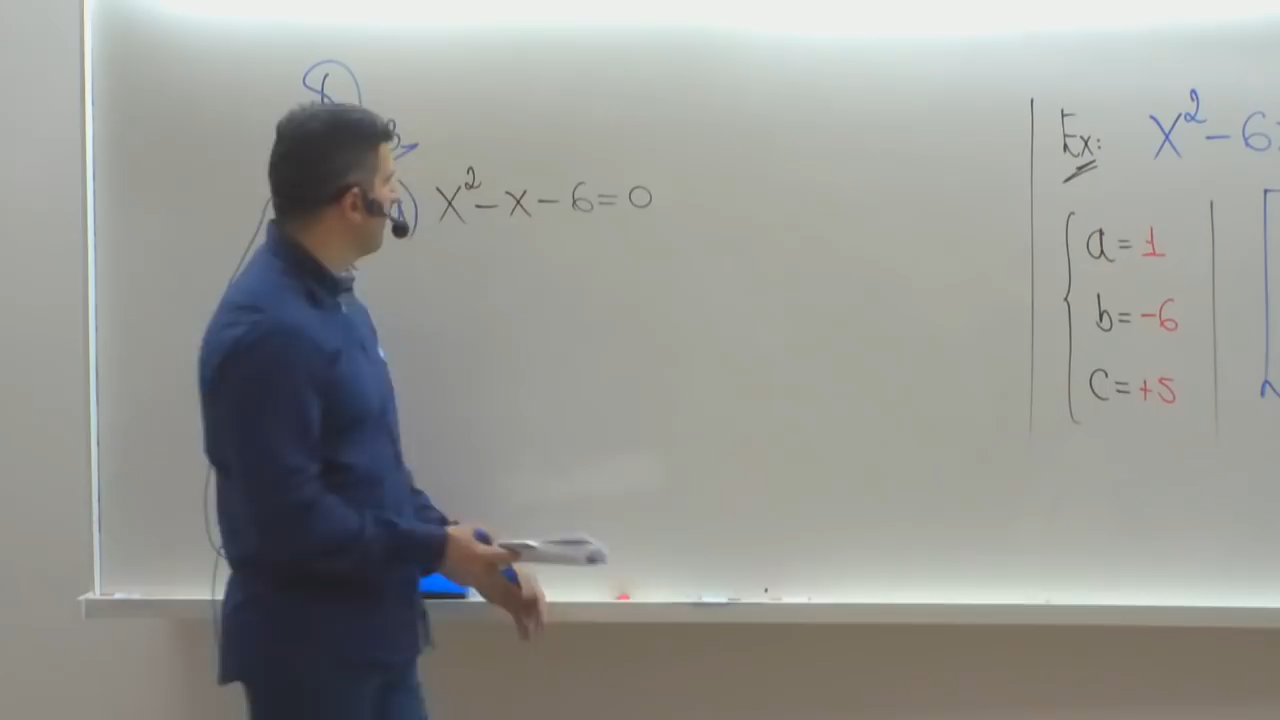 a) x² - x - 6 = 0
Ex: x² - 6
a = 1
b = -6
c = +5